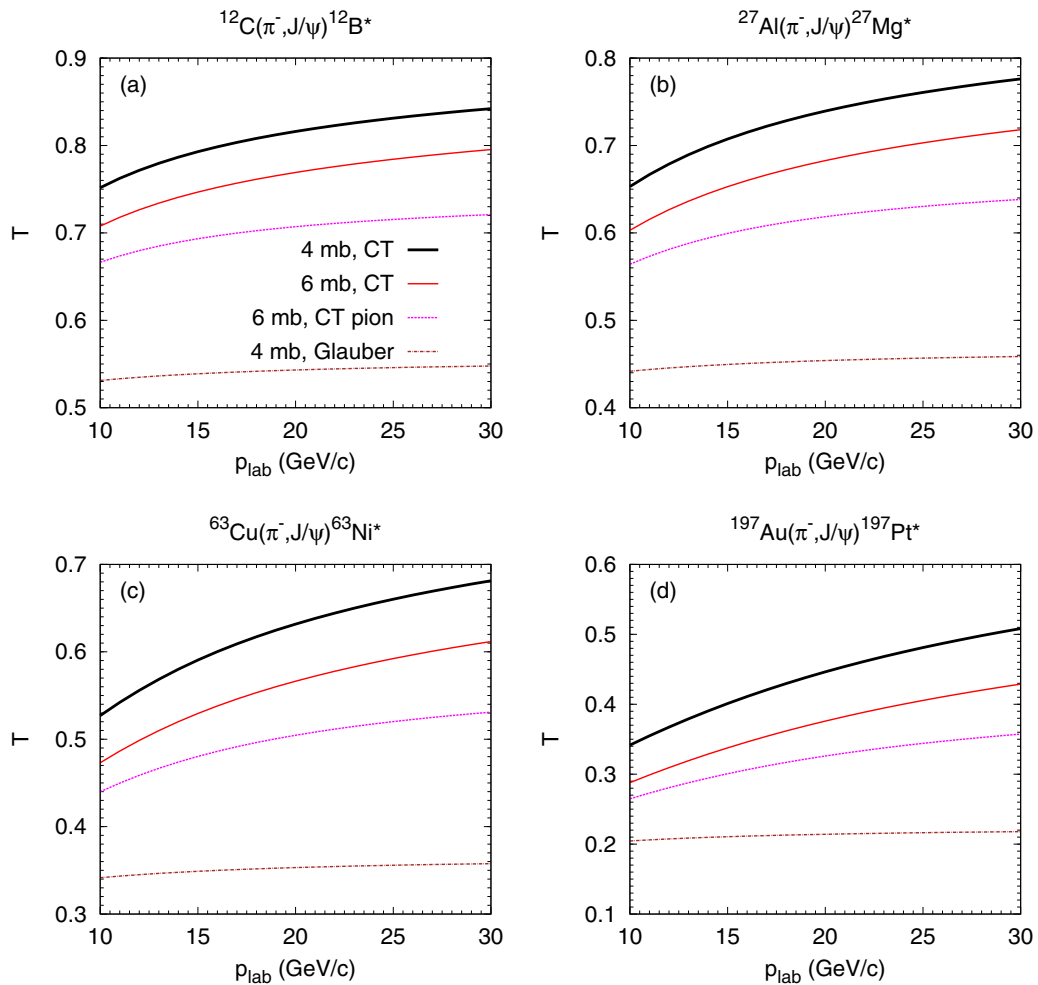 ¹²C(π⁻,J/ψ)¹²B*
(a)
0.9
0.8
0.7
0.6
0.5
T
4 mb, CT
6 mb, CT
6 mb, CT pion
4 mb, Glauber
10 15 20 25 30
p_lab (GeV/c)
²⁷Al(π⁻,J/ψ)²⁷Mg*
(b)
0.8
0.7
0.6
0.5
0.4
T
10 15 20 25 30
p_lab (GeV/c)
⁶³Cu(π⁻,J/ψ)⁶³Ni*
(c)
0.7
0.6
0.5
0.4
0.3
T
10 15 20 25 30
p_lab (GeV/c)
¹⁹⁷Au(π⁻,J/ψ)¹⁹⁷Pt*
(d)
0.6
0.5
0.4
0.3
0.2
0.1
T
10 15 20 25 30
p_lab (GeV/c)